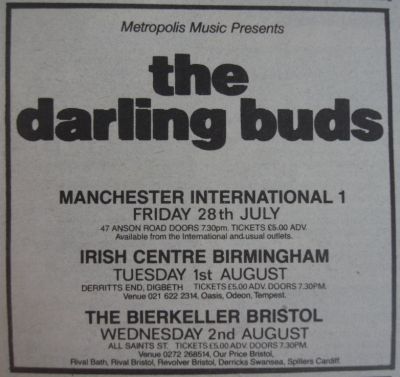 Metropolis Music Presents
the
darling buds
MANCHESTER INTERNATIONAL 1
FRIDAY 28th JULY
47 ANSON ROAD DOORS 7.30pm. TICKETS £5.00 ADV.
Available from the International and usual outlets.
IRISH CENTRE BIRMINGHAM
TUESDAY 1st AUGUST
DERRITTS END, DIGBETH TICKETS £5.00 ADV. DOORS 7.30PM.
Venue 021 622 2314, Oasis, Odeon, Tempest.
THE BIERKELLER BRISTOL
WEDNESDAY 2nd AUGUST
ALL SAINTS ST. TICKETS £5.00 ADV. DOORS 7.30PM.
Venue 0272 268514, Our Price Bristol,
Rival Bath, Rival Bristol, Revolver Bristol, Derricks Swansea, Spillers Cardiff.